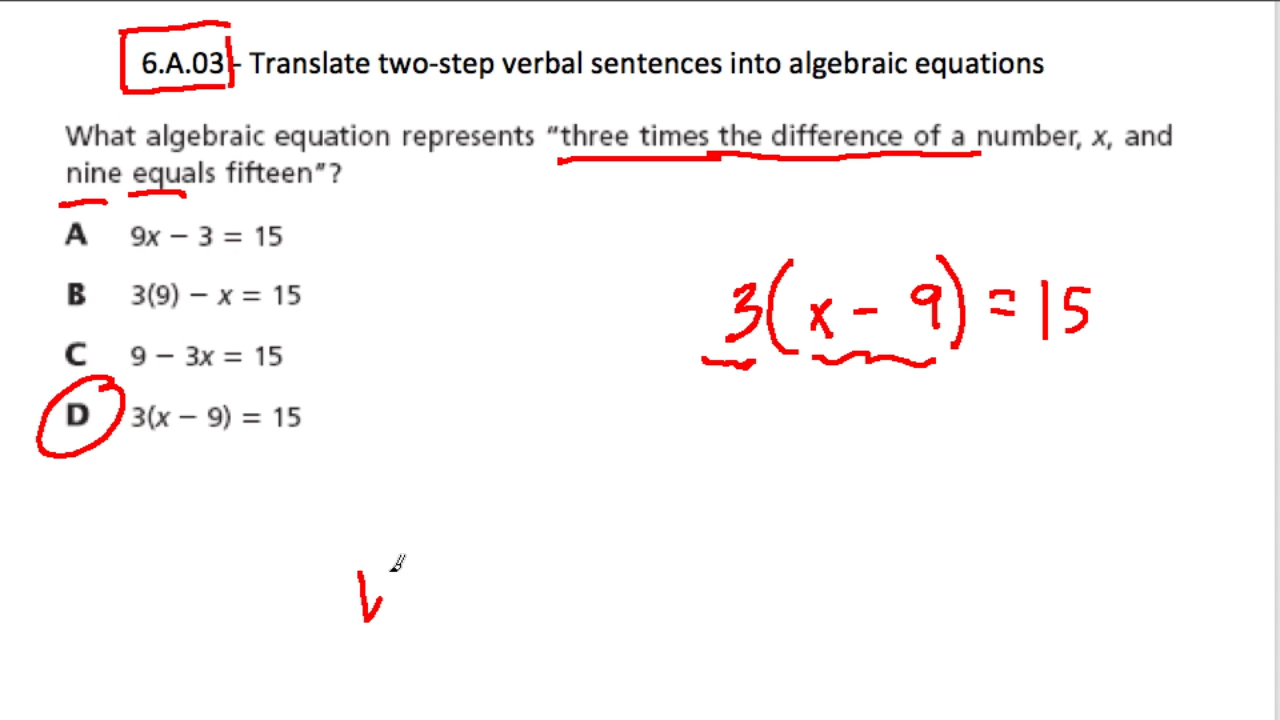 6.A.03 - Translate two-step verbal sentences into algebraic equations
What algebraic equation represents “three times the difference of a number, x, and
nine equals fifteen”?
A 9x − 3 = 15
B 3(9) − x = 15
C 9 − 3x = 15
D 3(x − 9) = 15
3(x - 9) = 15